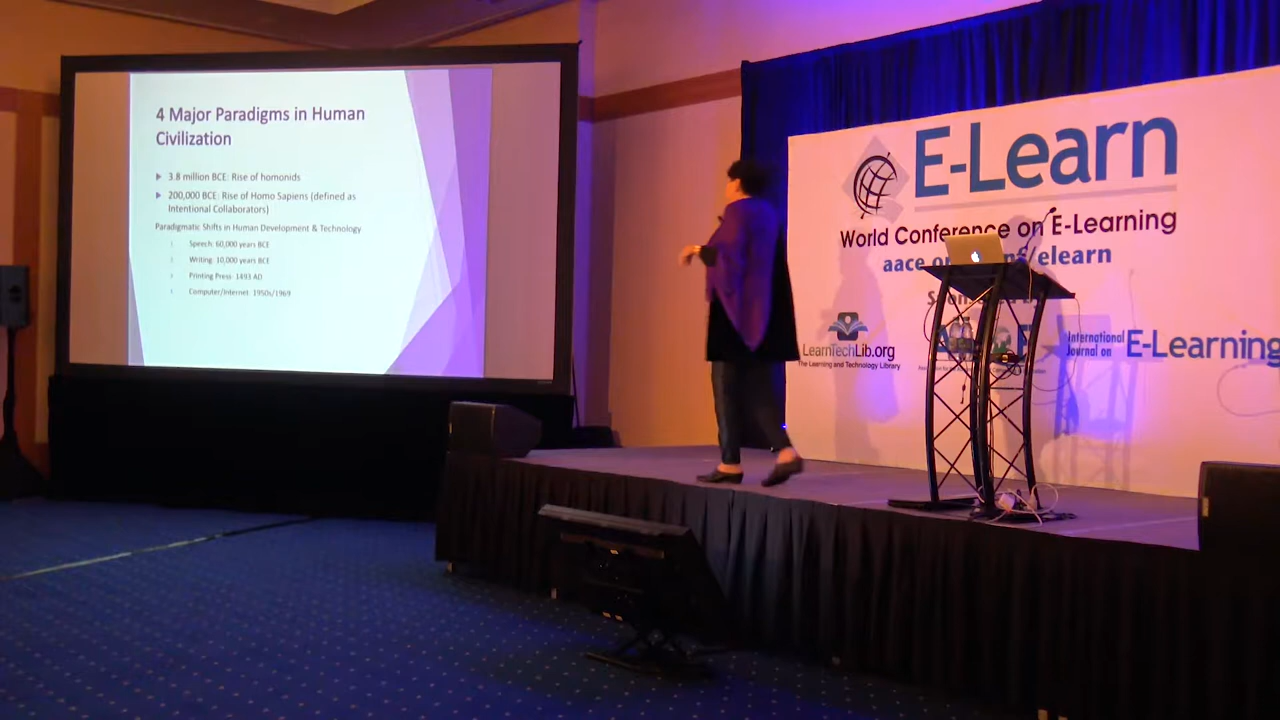 4 Major Paradigms in Human
Civilization
3.8 million BCE: Rise of homonids
200,000 BCE: Rise of Homo Sapiens (defined as
Intentional Collaborators)
Paradigmatic Shifts in Human Development & Technology
Speech: 60,000 years BCE
Writing: 10,000 years BCE
Printing Press: 1493 AD
Computer/Internet: 1950s/1969
E-Learn
World Conference on E-Learning
aace /elearn
LearnTechLib.org
The Learning and Technology Library
International
Journal on
E-Learning